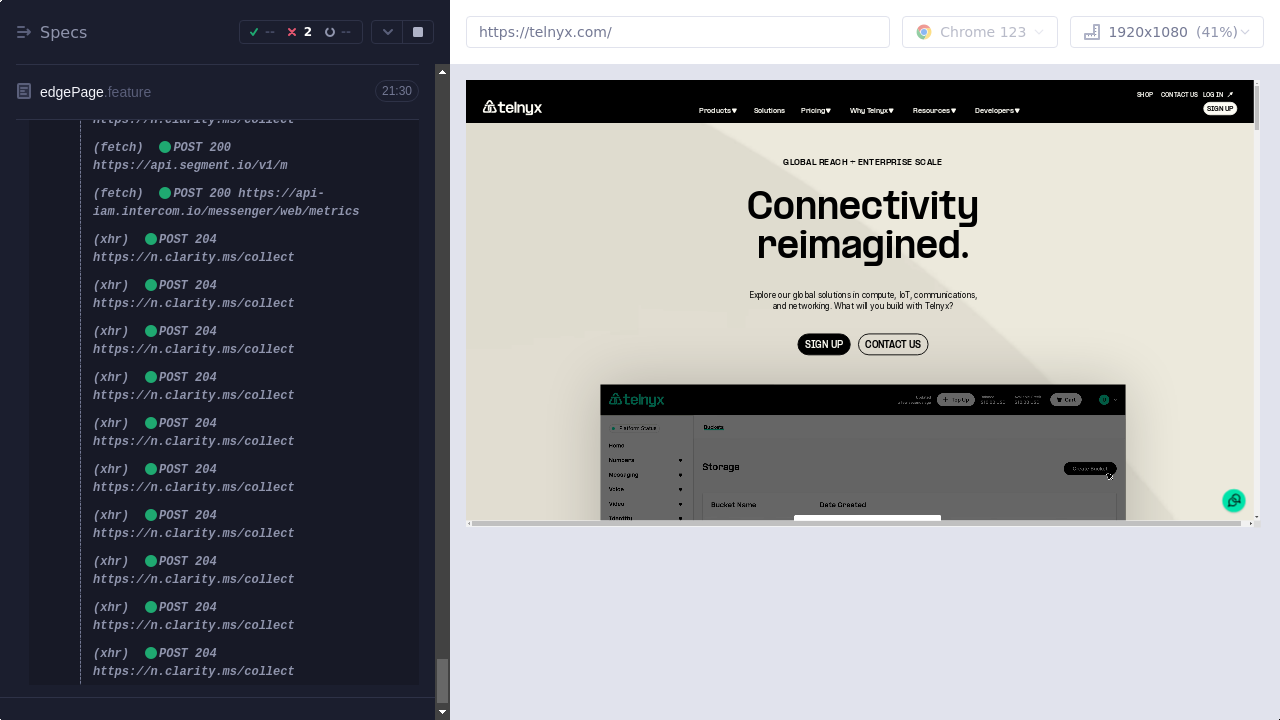 Specs
--
2
--
https://telnyx.com/
Chrome 123
1920x1080 (41%)
edgePage.feature
21:30
https://n.clarity.ms/collect
(fetch) POST 200
https://api.segment.io/v1/m
(fetch) POST 200 https://api-
iam.intercom.io/messenger/web/metrics
(xhr) POST 204
https://n.clarity.ms/collect
(xhr) POST 204
https://n.clarity.ms/collect
(xhr) POST 204
https://n.clarity.ms/collect
(xhr) POST 204
https://n.clarity.ms/collect
(xhr) POST 204
https://n.clarity.ms/collect
(xhr) POST 204
https://n.clarity.ms/collect
(xhr) POST 204
https://n.clarity.ms/collect
(xhr) POST 204
https://n.clarity.ms/collect
(xhr) POST 204
https://n.clarity.ms/collect
(xhr) POST 204
https://n.clarity.ms/collect
SHOP CONTACT US LOG IN
telnyx
Products Solutions Pricing Why Telnyx Resources Developers
SIGN UP
GLOBAL REACH + ENTERPRISE SCALE
Connectivity
reimagined.
Explore our global solutions in compute, IoT, communications,
and networking. What will you build with Telnyx?
SIGN UP CONTACT US
telnyx
Top Up
Cart
Platform Status
Buckets
Home
Numbers
Messaging
Voice
Video
Identity
Storage
Create Bucket
Bucket Name Date Created